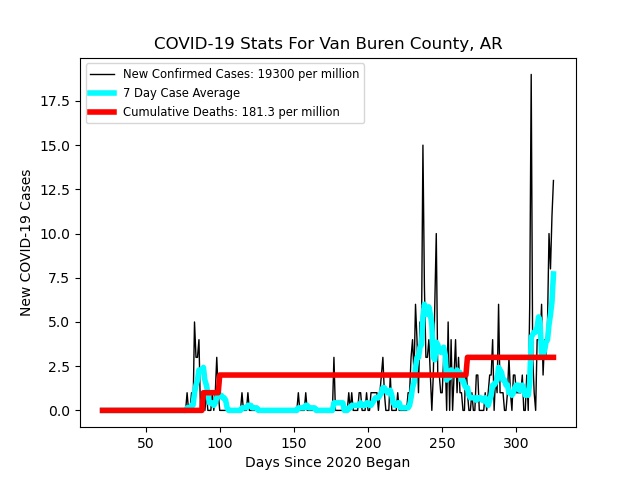 COVID-19 Stats For Van Buren County, AR
New Confirmed Cases: 19300 per million
7 Day Case Average
Cumulative Deaths: 181.3 per million
17.5
15.0
12.5
10.0
7.5
5.0
2.5
0.0
New COVID-19 Cases
50 100 150 200 250 300
Days Since 2020 Began